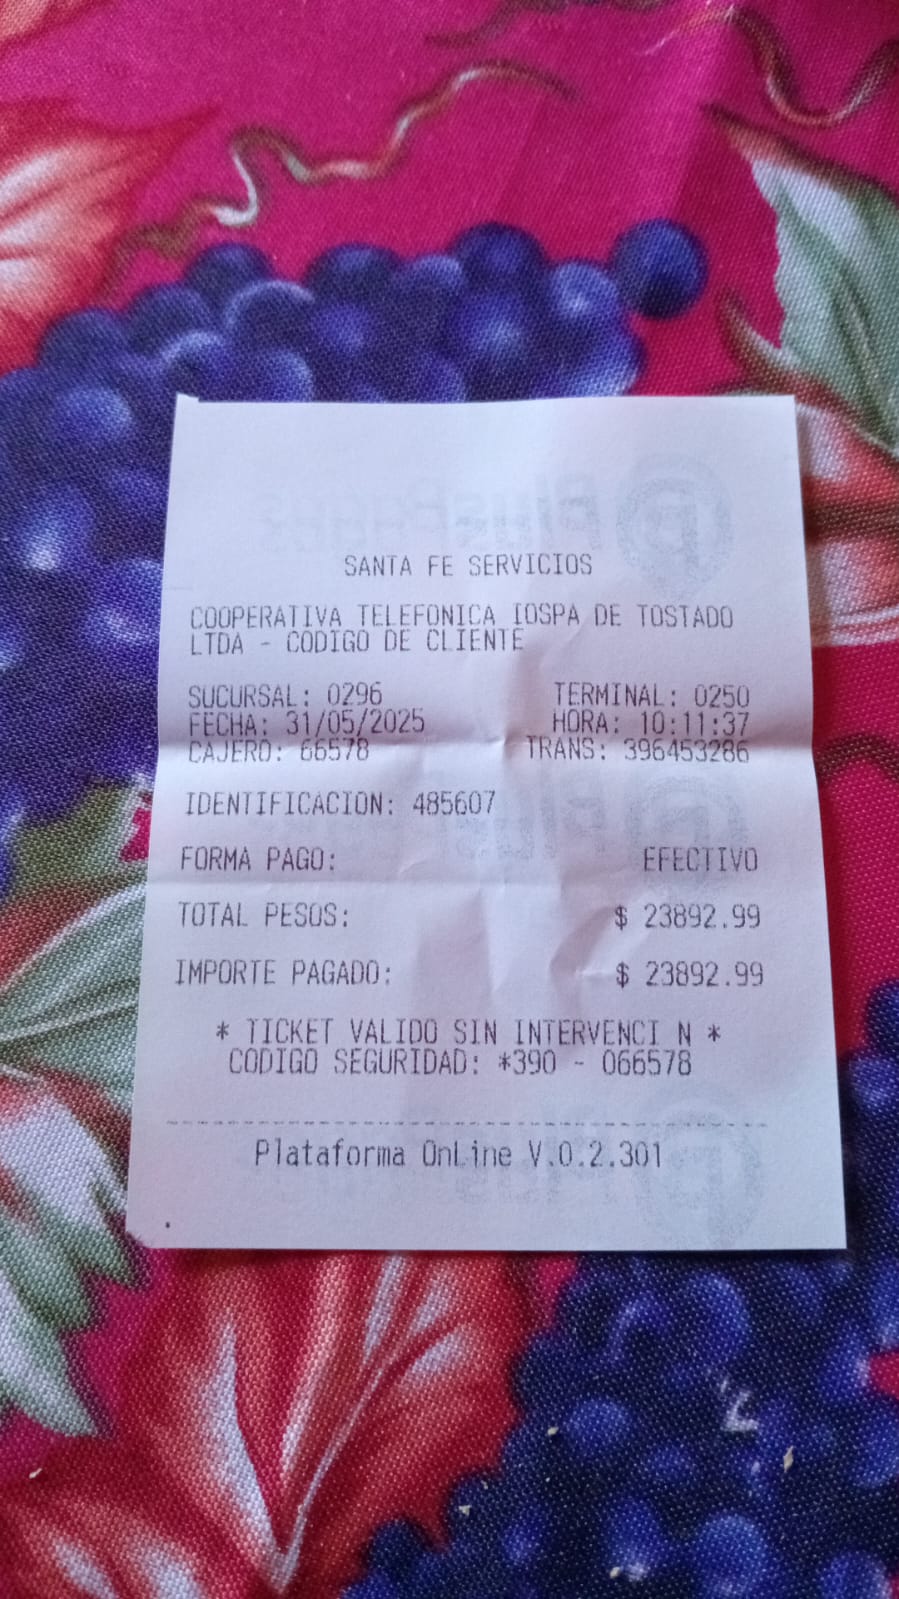 SANTA FE SERVICIOS
COOPERATIVA TELEFONICA IOSPA DE TOSTADO
LTDA - CODIGO DE CLIENTE
SUCURSAL: 0296 TERMINAL: 0250
FECHA: 31/05/2025 HORA: 10:11:37
CAJERO: 66578 TRANS: 396453286
IDENTIFICACION: 485607
FORMA PAGO: EFECTIVO
TOTAL PESOS: $ 23892.99
IMPORTE PAGADO: $ 23892.99
* TICKET VALIDO SIN INTERVENCI N *
CODIGO SEGURIDAD: *390 - 066578
Plataforma OnLine V.0.2.301